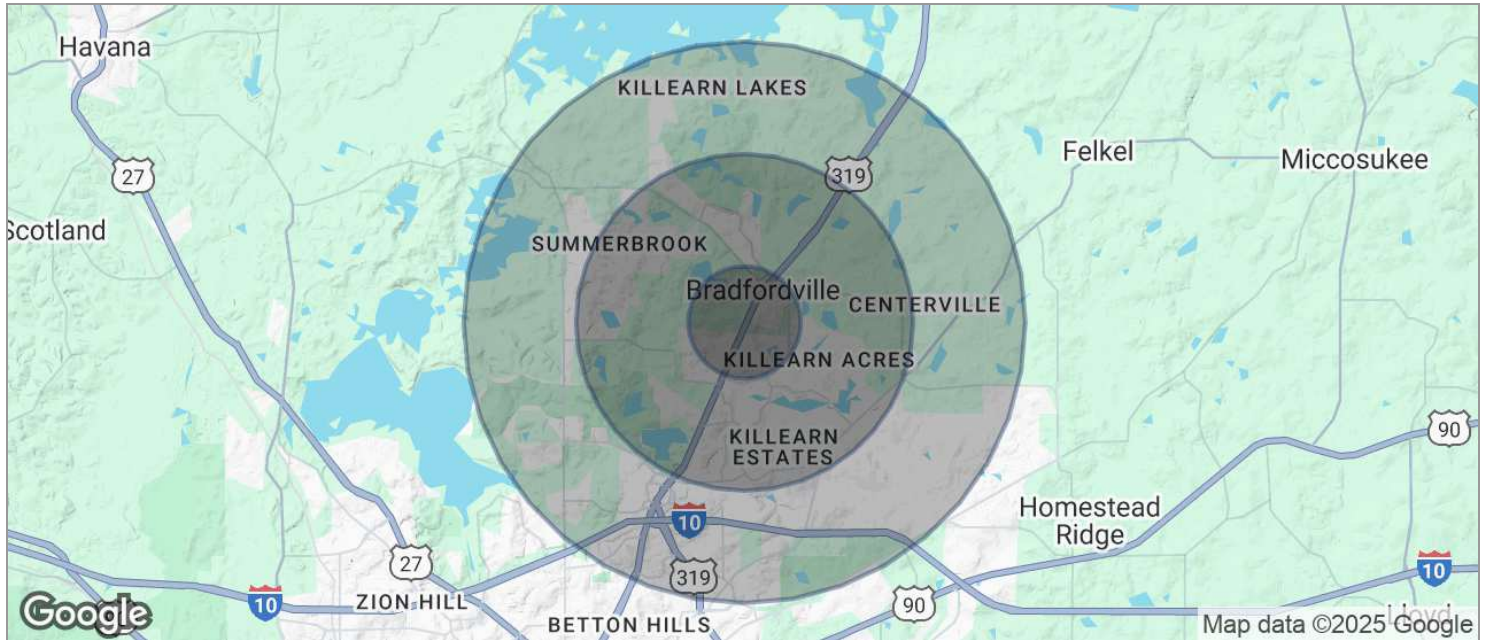 Havana
KILLEARN LAKES
Felkel
Miccosukee
27
319
Scotland
SUMMERBROOK
Bradfordville
CENTERVILLE
KILLEARN ACRES
90
KILLEARN
ESTATES
Homestead
Ridge
10
27
319
10
10
ZION HILL
90
BETTON HILLS
Lloyd
Google
Map data ©2025 Google